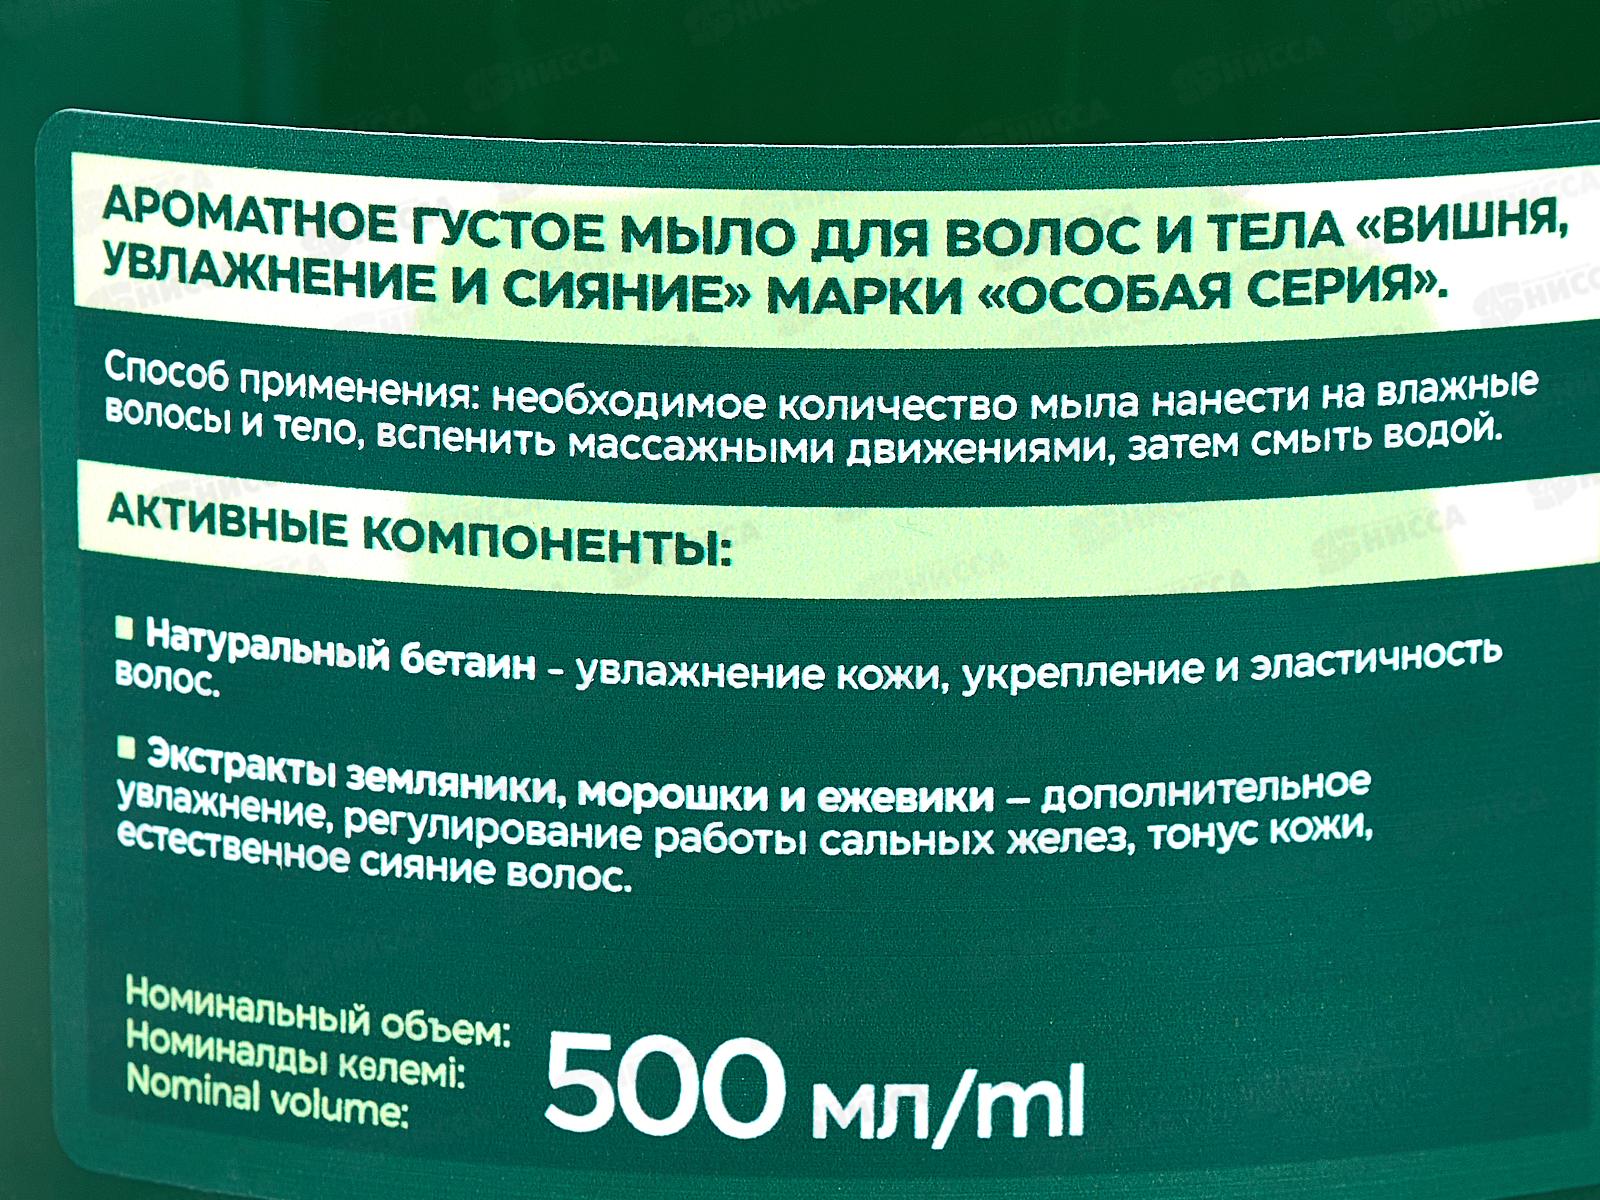 АРОМАТНОЕ ГУСТОЕ МЫЛО ДЛЯ ВОЛОС И ТЕЛА «ВИШНЯ,
УВЛАЖНЕНИЕ И СИЯНИЕ» МАРКИ «ОСОБАЯ СЕРИЯ».
Способ применения: необходимое количество мыла нанести на влажные
волосы и тело, вспенить массажными движениями, затем смыть водой.
АКТИВНЫЕ КОМПОНЕНТЫ:
Натуральный бетаин – увлажнение кожи, укрепление и эластичность
волос.
Экстракты земляники, морошки и ежевики – дополнительное
увлажнение, регулирование работы сальных желез, тонус кожи,
естественное сияние волос.
Номинальный объем:
Номиналды көлемі:
Nominal volume:
500 мл/ml